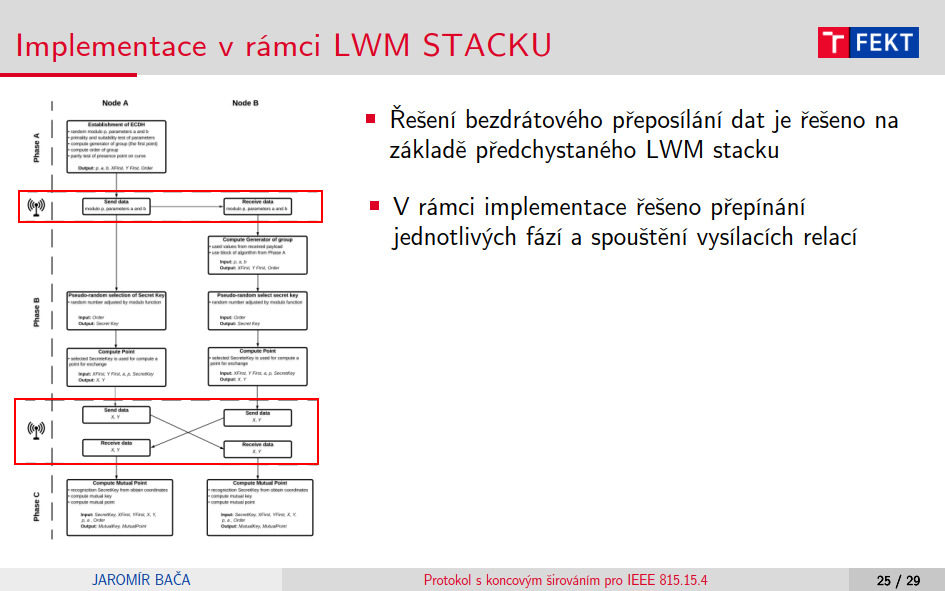 Implementace v rámci LWM STACKU
T FEKT
Node A
Node B
Phase A
Establishment of ECDH
• random modulo p, parameters a and b
• primality and suitability test of parameters
• compute generator of group (the first point)
• compute order of group
• parity test of presence point on curve
Output: p, a, b, XFirst, Y First, Order
Send data
modulo p, parameters a and b
Receive data
modulo p, parameters a and b
Phase B
Compute Generator of group
• used values from received payload
• use block of algorithm from Phase A
Input: p, a, b
Output: XFirst, Y First, Order
Pseudo-random selection of Secret Key
• random number adjusted by modulo function
Input: Order
Output: Secret Key
Pseudo-random select secret key
• random number adjusted by modulo function
Input: Order
Output: Secret Key
Compute Point
• selected SecreteKey is used for compute a
point for exchange
Input: XFirst, Y First, a, p, SecretKey
Output: X, Y
Compute Point
• selected SecreteKey is used for compute a
point for exchange
Input: XFirst, Y First, a, p, SecretKey
Output: X, Y
Send data
X, Y
Send data
X, Y
Receive data
X, Y
Receive data
X, Y
Phase C
Compute Mutual Point
• recognicition SecretKey from obtain coordinates
• compute mutual key
• compute mutual point
Input: SecretKey, XFirst, YFirst, X, Y,
p, a , Order
Output: MutualKey, MutualPoint
Compute Mutual Point
• recognicition SecretKey from obtain coordinates
• compute mutual key
• compute mutual point
Input: SecretKey, XFirst, YFirst, X, Y,
p, a , Order
Output: MutualKey, MutualPoint
Řešení bezdrátového přeposílání dat je řešeno na
základě předchystaného LWM stacku
V rámci implementace řešeno přepínání
jednotlivých fází a spouštění vysílacích relací
JAROMÍR BAČA
Protokol s koncovým širováním pro IEEE 815.15.4
25 / 29